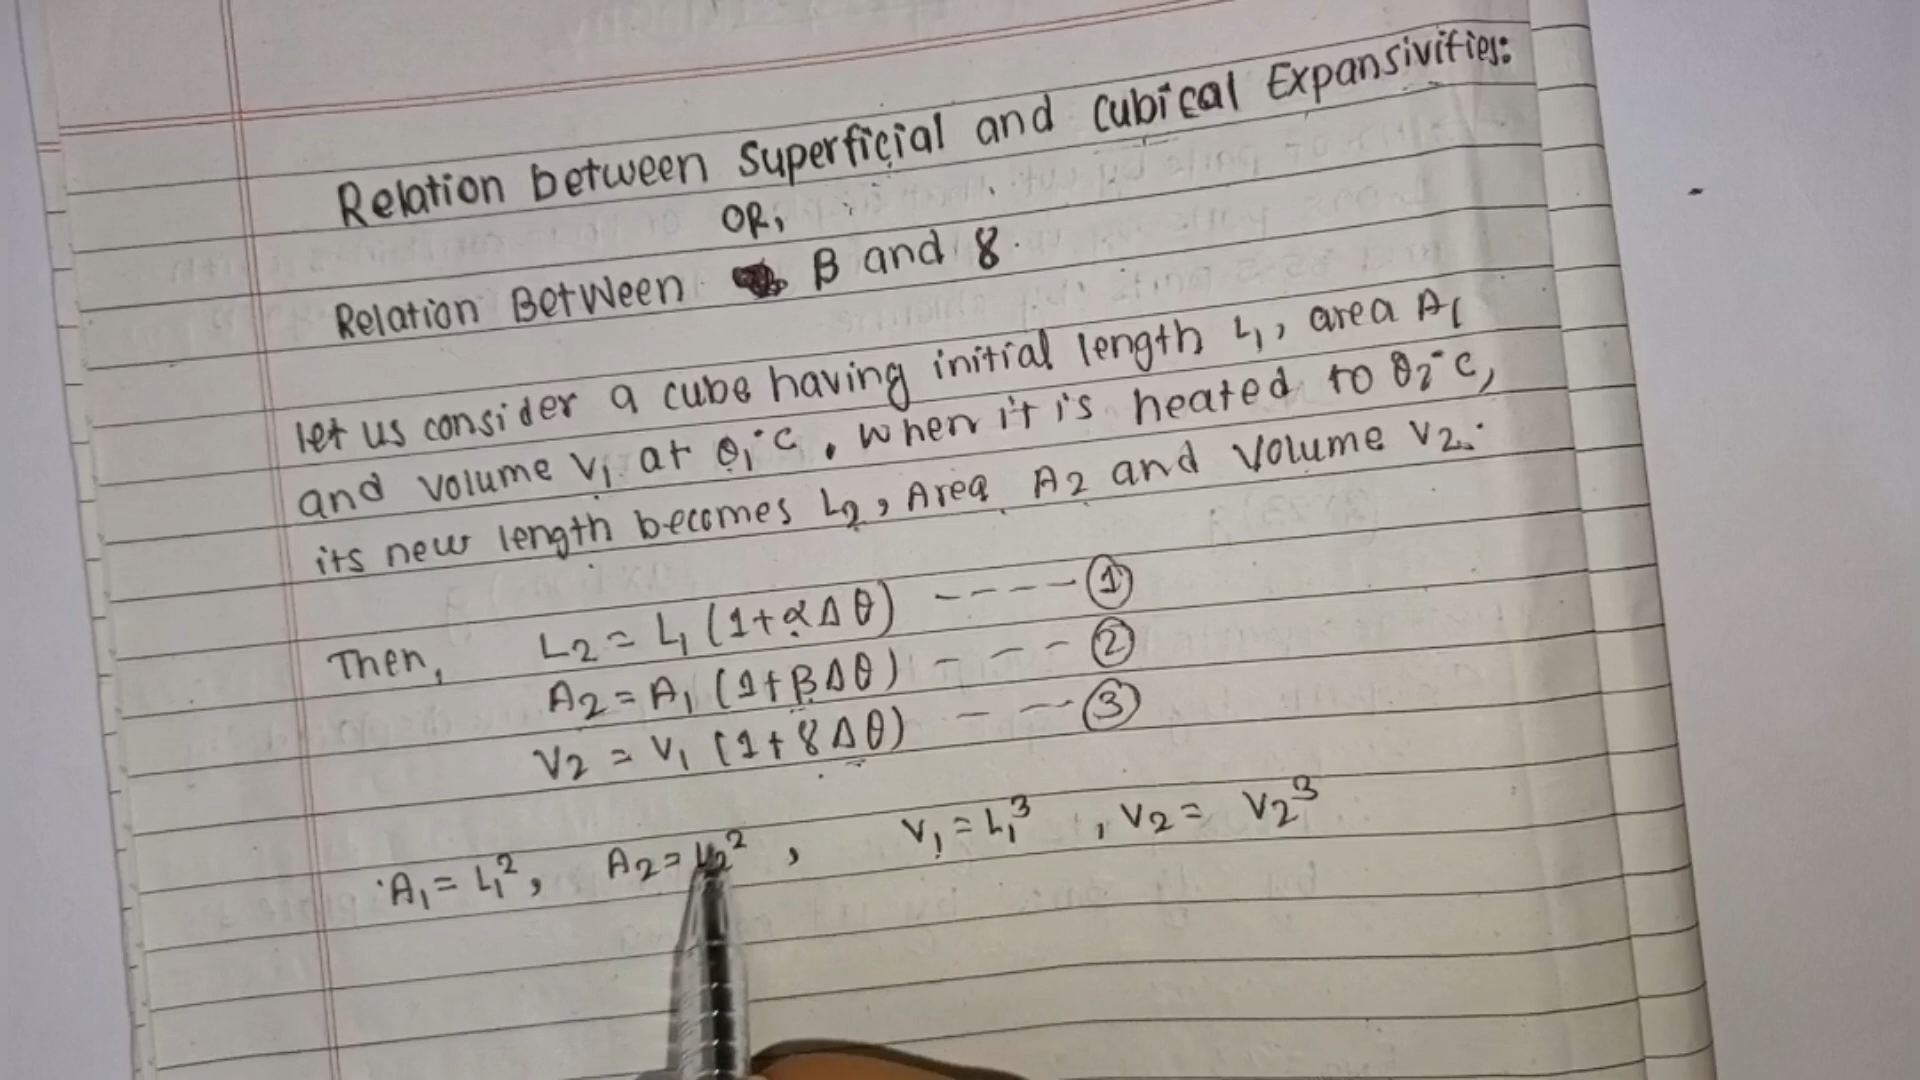 Relation between superficial and cubical Expansivities:
OR,
Relation Between β and γ.
let us consider a cube having initial length L₁, area A₁
and volume V₁ at θ₁°C. When it is heated to θ₂°C,
its new length becomes L₂, Area A₂ and volume V₂.
Then, L₂ = L₁ (1+αΔθ) ---- ①
A₂ = A₁ (1+βΔθ) --- ②
V₂ = V₁ (1+γΔθ) --- ③
A₁ = L₁², A₂ = L₂², V₁ = L₁³, V₂ = V₂³